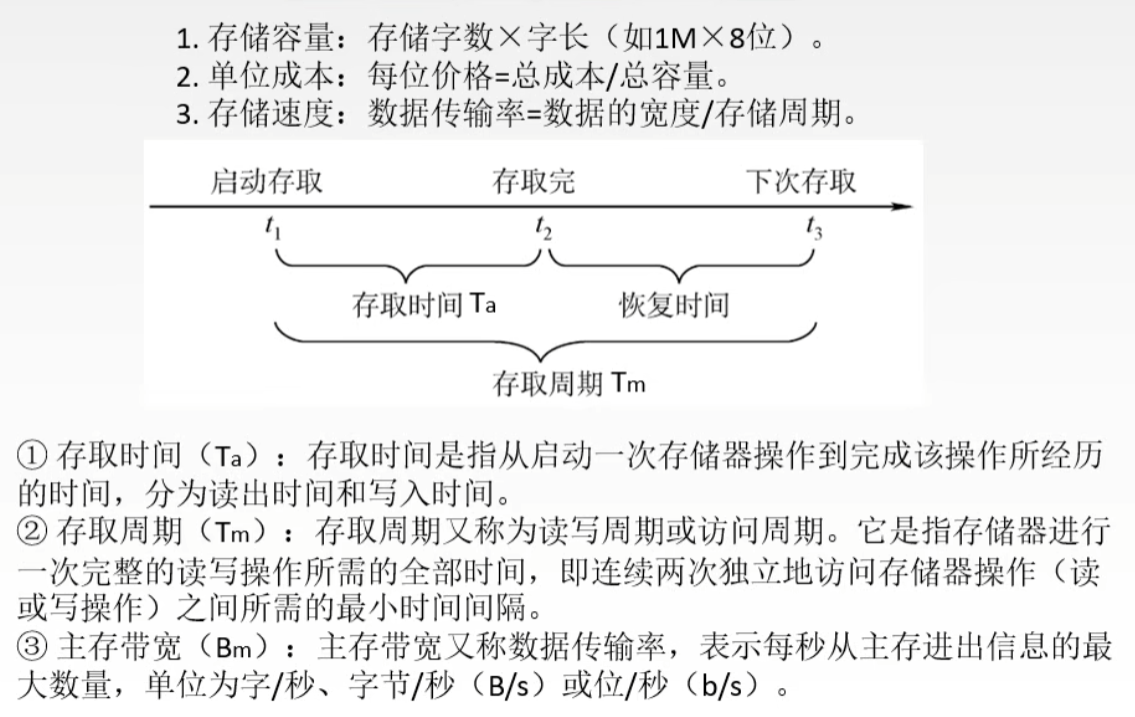 1. 存储容量：存储字数×字长（如1M×8位）。
2. 单位成本：每位价格=总成本/总容量。
3. 存储速度：数据传输率=数据的宽度/存储周期。
启动存取 存取完 下次存取
t1 t2 t3
存取时间 Ta 恢复时间
存取周期 Tm
① 存取时间（Ta）：存取时间是指从启动一次存储器操作到完成该操作所经历
的时间，分为读出时间和写入时间。
② 存取周期（Tm）：存取周期又称为读写周期或访问周期。它是指存储器进行
一次完整的读写操作所需的全部时间，即连续两次独立地访问存储器操作（读
或写操作）之间所需的最小时间间隔。
③ 主存带宽（Bm）：主存带宽又称数据传输率，表示每秒从主存进出信息的最
大数量，单位为字/秒、字节/秒（B/s）或位/秒（b/s）。